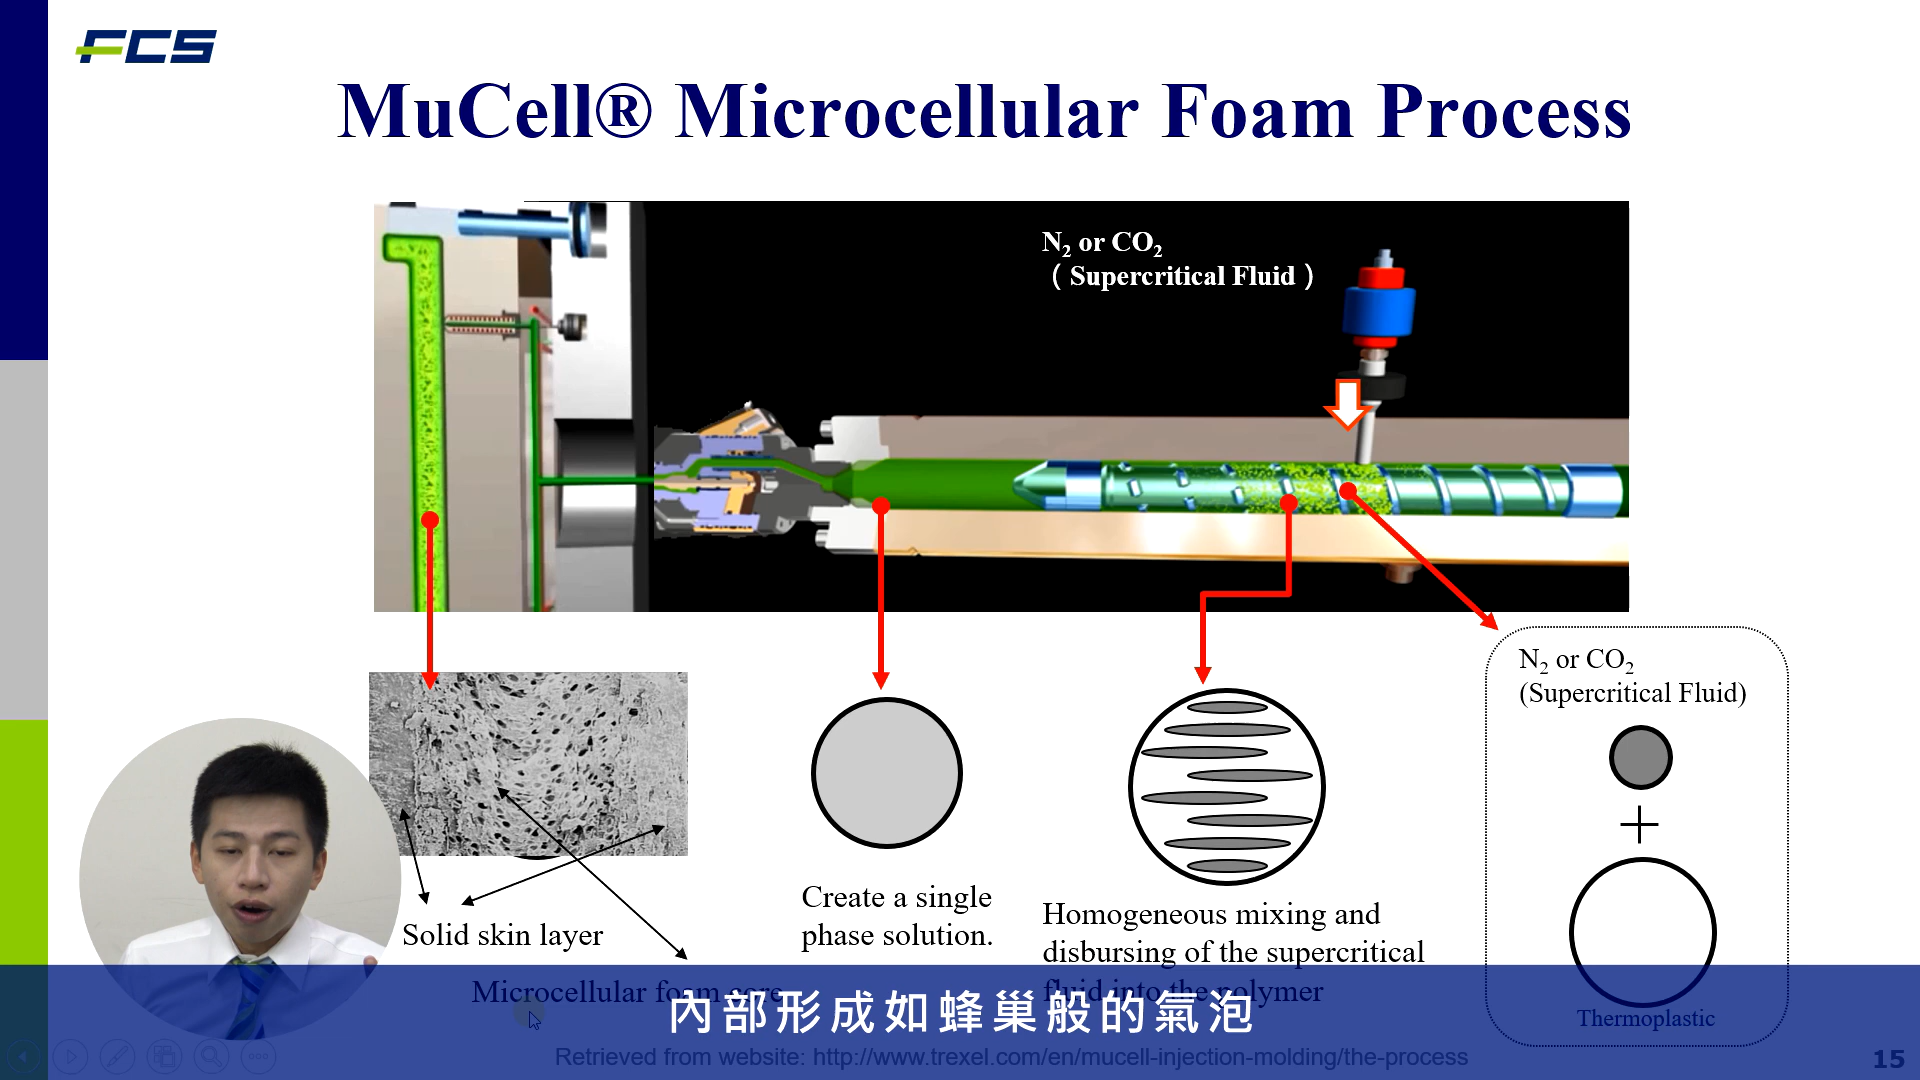 FCS
MuCell® Microcellular Foam Process
N₂ or CO₂
（Supercritical Fluid）
N₂ or CO₂
(Supercritical Fluid)
Create a single
phase solution.
Homogeneous mixing and
disbursing of the supercritical
fluid into the polymer
Solid skin layer
Microcellular foam core
Thermoplastic
內部形成如蜂巢般的氣泡
Retrieved from website: http://www.trexel.com/en/mucell-injection-molding/the-process
15